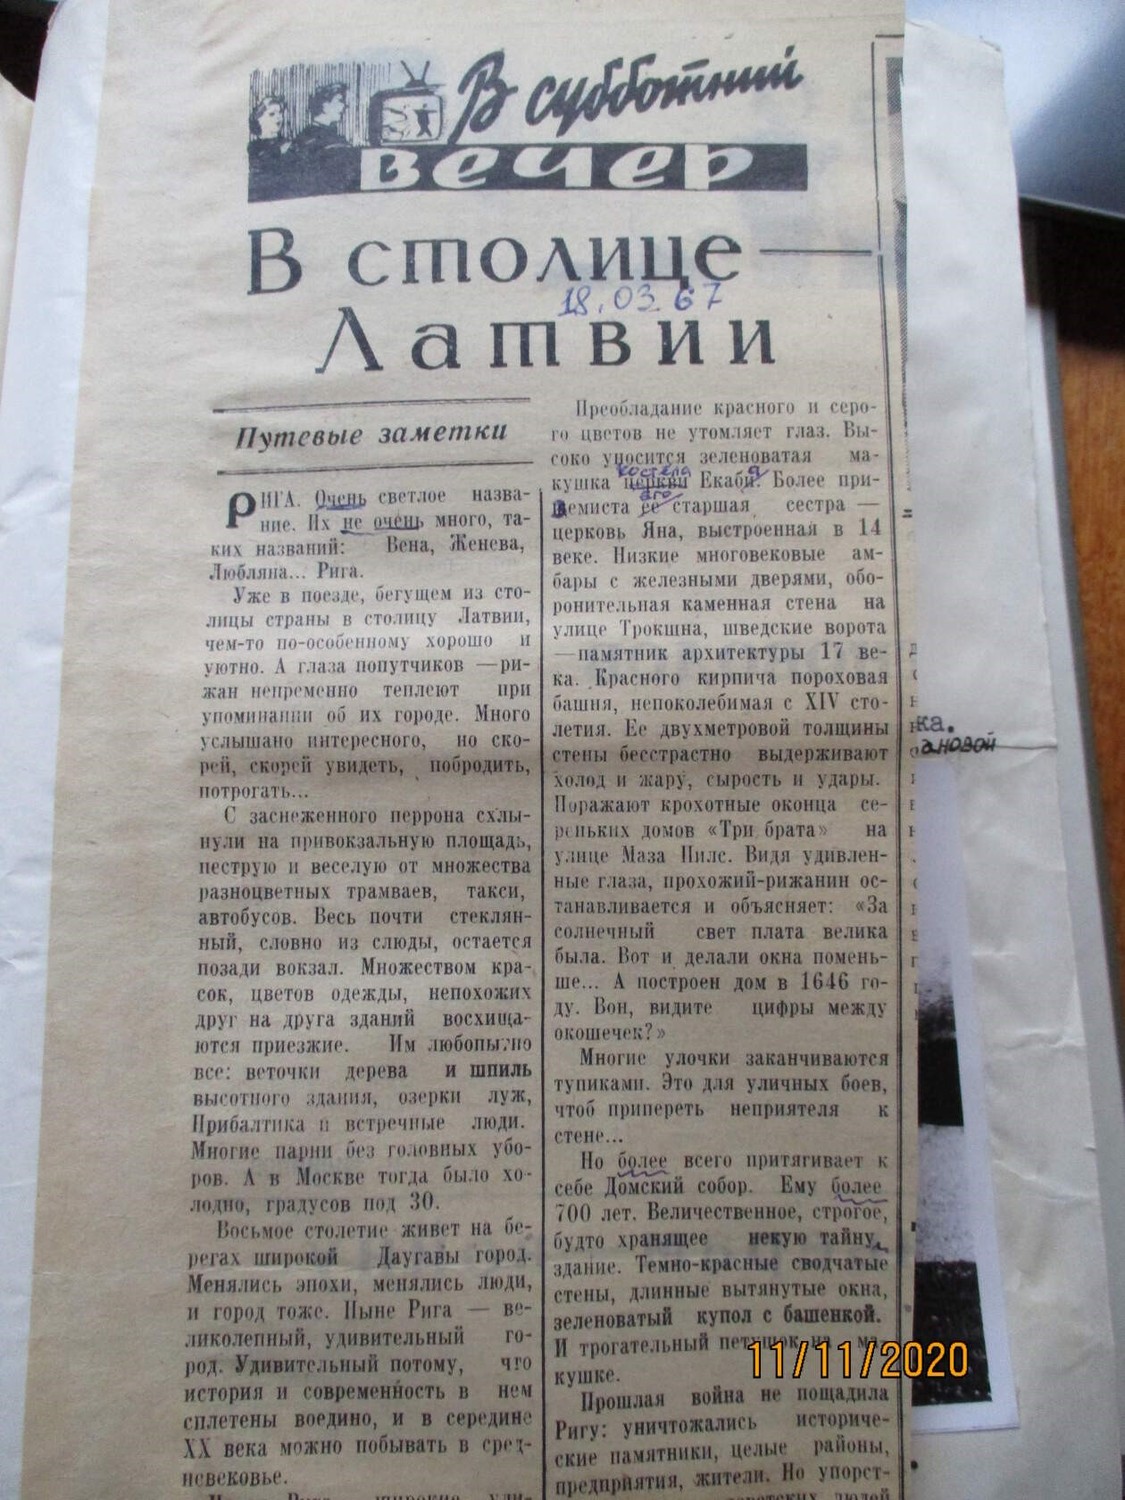 В субботний
вечер
В столице
18.03.67
Латвии
Путевые заметки
РИГА. Очень светлое назва-
ние. Их не очень много, та-
ких названий: Вена, Женева,
Любляна... Рига.
Уже в поезде, бегущем из сто-
лицы страны в столицу Латвии,
чем-то по-особенному хорошо и
уютно. А глаза попутчиков —ри-
жан непременно теплеют при
упоминании об их городе. Много
услышано интересного, но ско-
рей, скорей увидеть, побродить,
потрогать...
С заснеженного перрона схлы-
нули на привокзальную площадь,
пеструю и веселую от множества
разноцветных трамваев, такси,
автобусов. Весь почти стеклян-
ный, словно из слюды, остается
позади вокзал. Множеством кра-
сок, цветов одежды, непохожих
друг на друга зданий восхища-
ются приезжие. Им любопытно
все: веточки дерева и шпиль
высотного здания, озерки луж,
Прибалтика и встречные люди.
Многие парни без головных убо-
ров. А в Москве тогда было хо-
лодно, градусов под 30.
Восьмое столетие живет на бе-
регах широкой Даугавы город.
Менялись эпохи, менялись люди,
и город тоже. Ныне Рига — ве-
ликолепный, удивительный го-
род. Удивительный потому, что
история и современность в нем
сплетены воедино, и в середине
XX века можно побывать в сред-
невековье.
Преобладание красного и серо-
го цветов не утомляет глаз. Вы-
соко уносится зеленоватая ма-
костела
кушка церкви Екаба. Более при-
его
земиста ее старшая сестра —
церковь Яна, выстроенная в 14
веке. Низкие многовековые ам-
бары с железными дверями, обо-
ронительная каменная стена на
улице Трокшна, шведские ворота
—памятник архитектуры 17 ве-
ка. Красного кирпича пороховая
башня, непоколебимая с XIV сто-
летия. Ее двухметровой толщины
стены бесстрастно выдерживают
холод и жару, сырость и удары.
Поражают крохотные оконца се-
реньких домов «Три брата» на
улице Маза Пилс. Видя удивлен-
ные глаза, прохожий-рижанин ос-
танавливается и объясняет: «За
солнечный свет плата велика
была. Вот и делали окна помень-
ше... А построен дом в 1646 го-
ду. Вон, видите цифры между
окошечек?»
Многие улочки заканчиваются
тупиками. Это для уличных боев,
чтоб припереть неприятеля к
стене...
Но более всего притягивает к
себе Домский собор. Ему более
700 лет. Величественное, строгое,
будто хранящее некую тайну,
здание. Темно-красные сводчатые
стены, длинные вытянутые окна,
зеленоватый купол с башенкой.
И трогательный петушок на ма-
кушке.
Прошлая война не пощадила
Ригу: уничтожались историче-
ские памятники, целые районы,
предприятия, жители. Но упорст-
ка.
ановой
11/11/2020